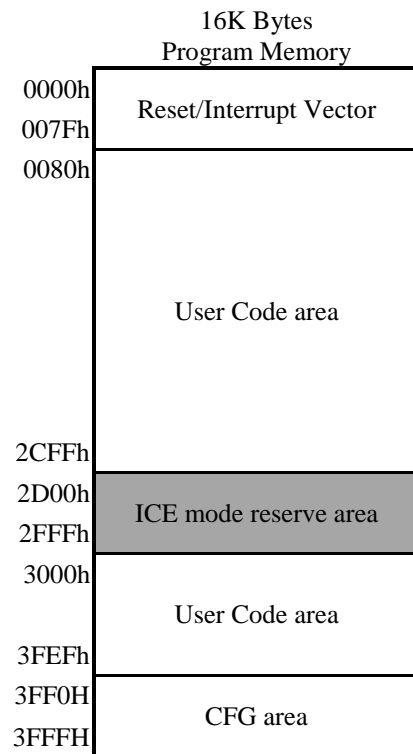 16K Bytes
Program Memory
0000h
Reset/Interrupt Vector
007Fh
0080h
User Code area
2CFFh
2D00h
ICE mode reserve area
2FFFh
3000h
User Code area
3FEFh
3FF0H
CFG area
3FFFH